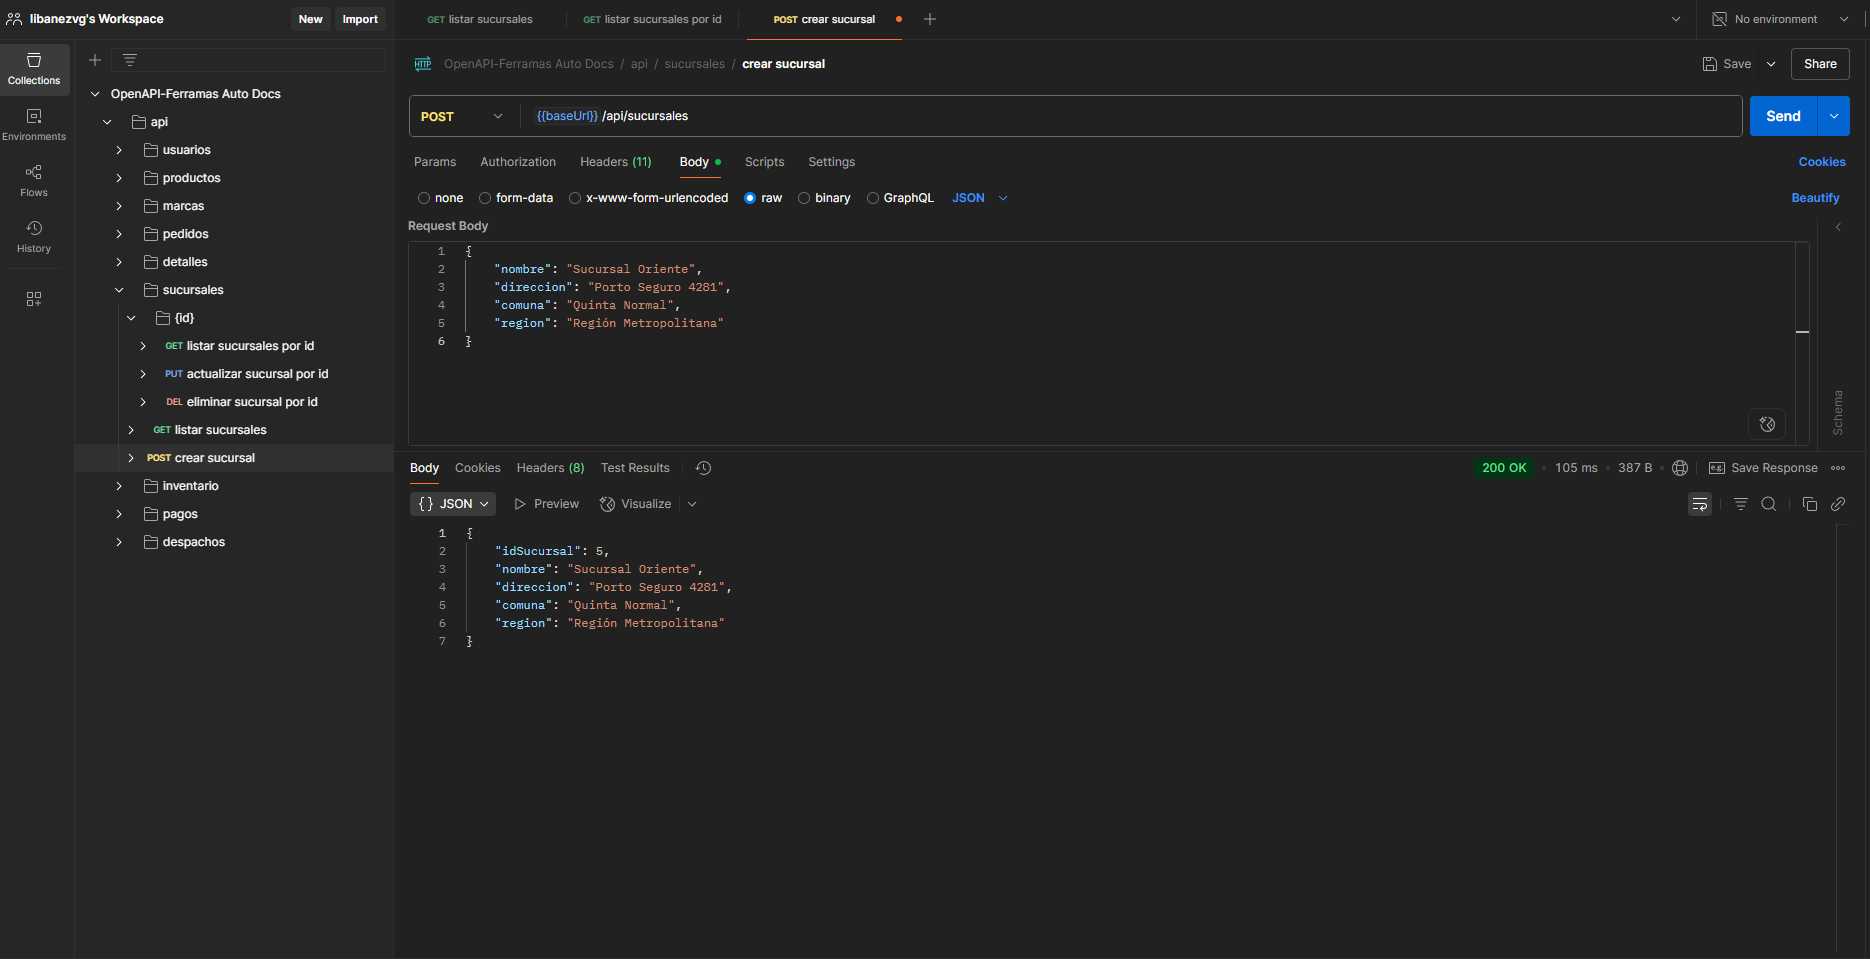 libanezvg's Workspace
New
Import
GET listar sucursales
GET listar sucursales por id
POST crear sucursal
No environment
Collections
Environments
Flows
History
OpenAPI-Ferramas Auto Docs
api
usuarios
productos
marcas
pedidos
detalles
sucursales
{id}
GET listar sucursales por id
PUT actualizar sucursal por id
DEL eliminar sucursal por id
GET listar sucursales
POST crear sucursal
inventario
pagos
despachos
HTTP OpenAPI-Ferramas Auto Docs / api / sucursales / crear sucursal
Save
Share
POST
{{baseUrl}} /api/sucursales
Send
Params
Authorization
Headers (11)
Body
Scripts
Settings
Cookies
none
form-data
x-www-form-urlencoded
raw
binary
GraphQL
JSON
Beautify
Request Body
1 {
2 "nombre": "Sucursal Oriente",
3 "direccion": "Porto Seguro 4281",
4 "comuna": "Quinta Normal",
5 "region": "Región Metropolitana"
6 }
Schema
Body
Cookies
Headers (8)
Test Results
200 OK
105 ms
387 B
e.g. Save Response
{} JSON
Preview
Visualize
1 {
2 "idSucursal": 5,
3 "nombre": "Sucursal Oriente",
4 "direccion": "Porto Seguro 4281",
5 "comuna": "Quinta Normal",
6 "region": "Región Metropolitana"
7 }